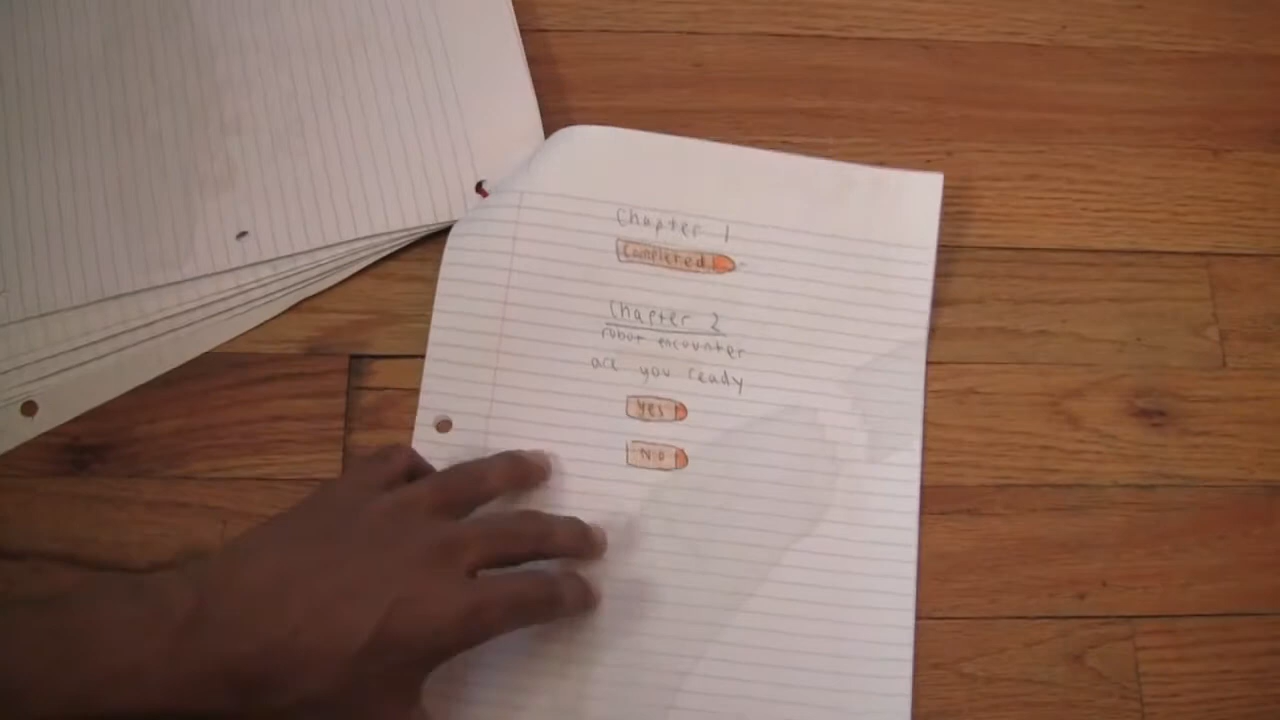 Chapter 1
Completed
Chapter 2
robot encounter
are you ready
Yes
No